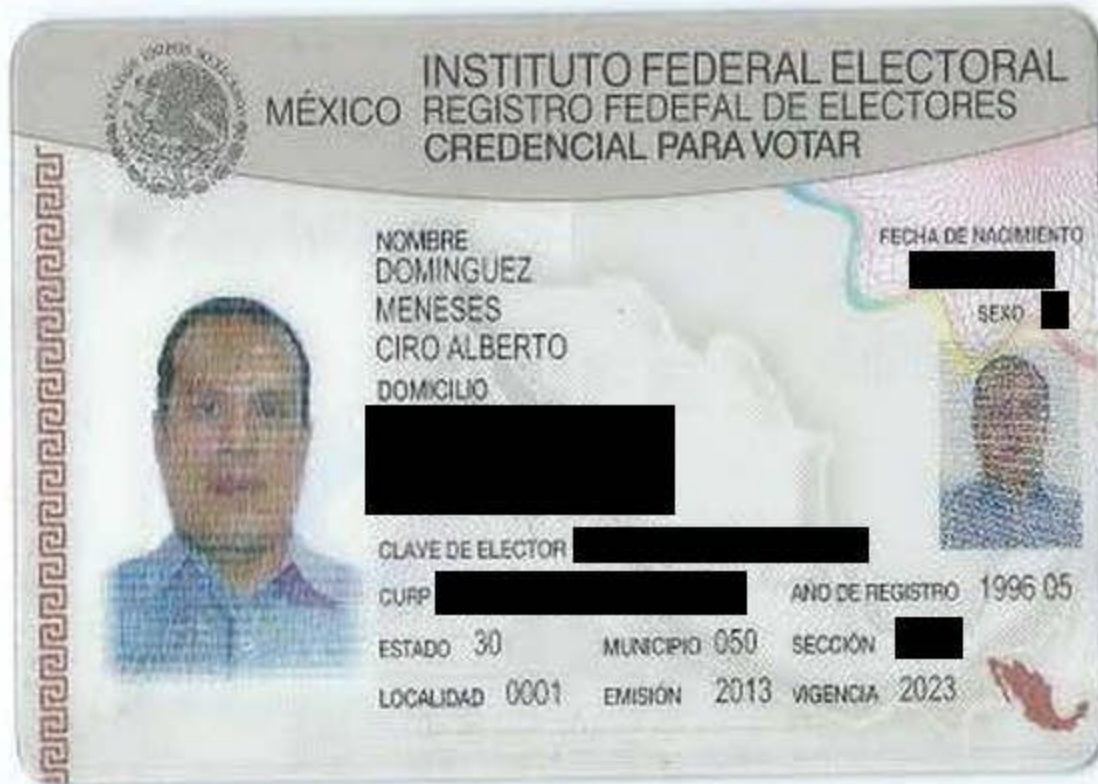 INSTITUTO FEDERAL ELECTORAL
MÉXICO REGISTRO FEDEFAL DE ELECTORES
CREDENCIAL PARA VOTAR
NOMBRE
DOMINGUEZ
MENESES
CIRO ALBERTO
FECHA DE NACIMIENTO
SEXO
DOMICILIO
CLAVE DE ELECTOR
CURP
AÑO DE REGISTRO 1996 05
ESTADO 30 MUNICIPIO 050 SECCIÓN
LOCALIDAD 0001 EMISIÓN 2013 VIGENCIA 2023